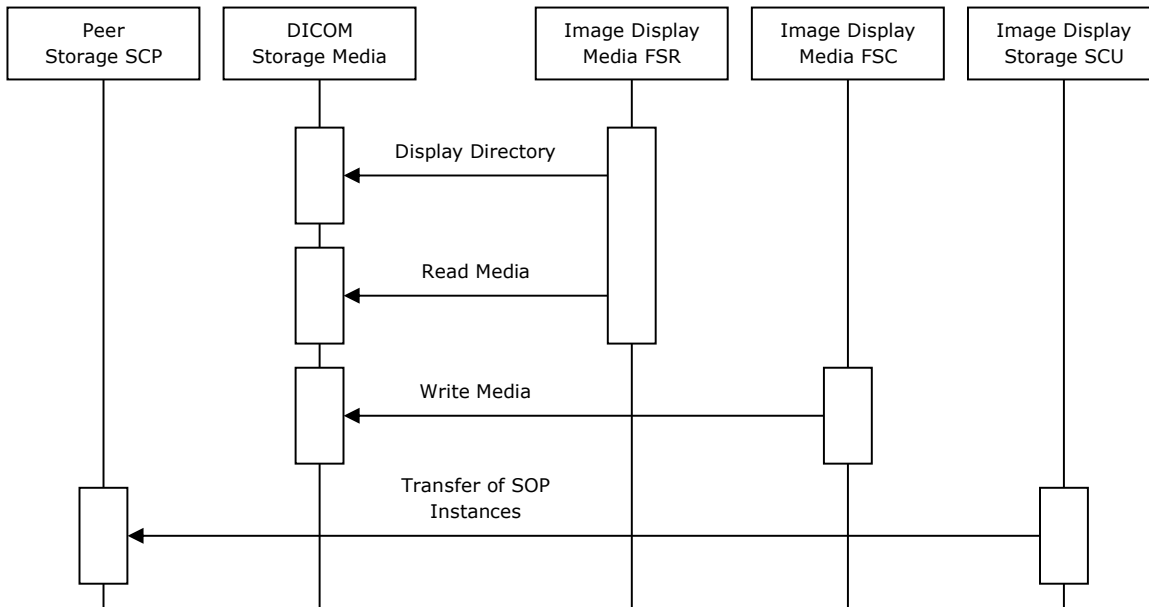 Peer
Storage SCP
DICOM
Storage Media
Image Display
Media FSR
Image Display
Media FSC
Image Display
Storage SCU
Display Directory
Read Media
Write Media
Transfer of SOP
Instances